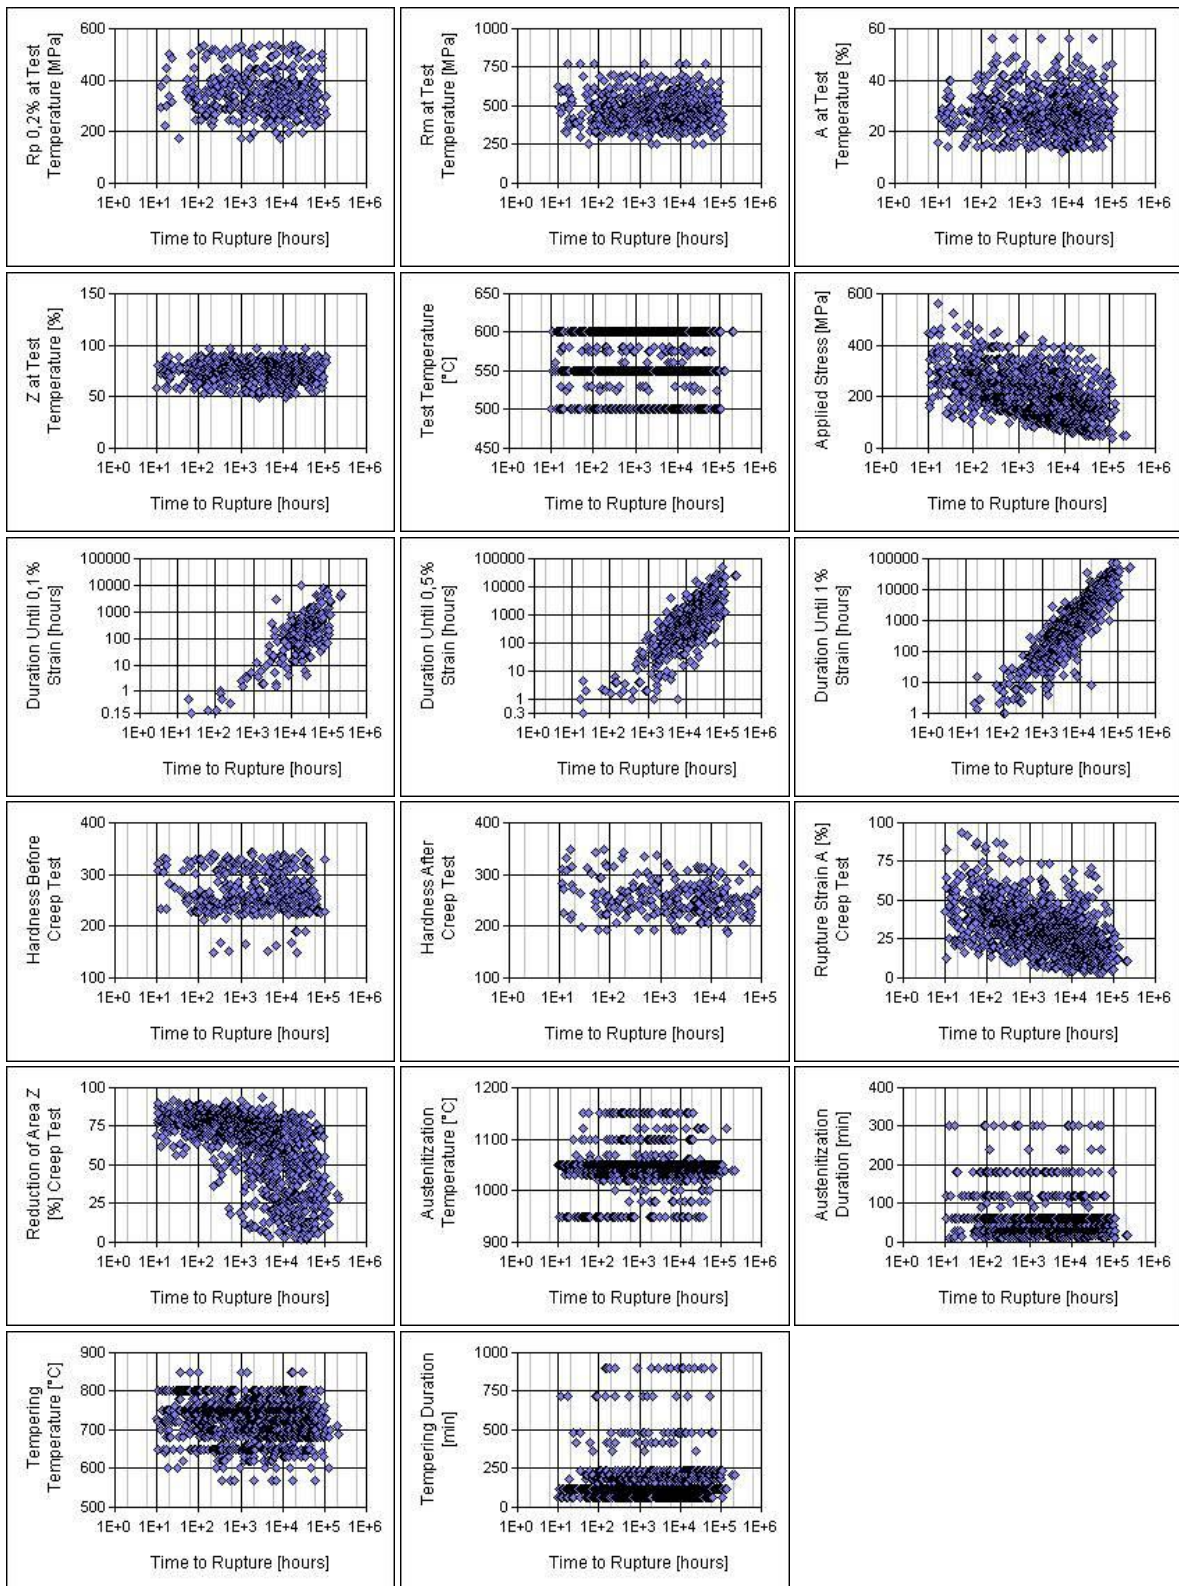 Rp 0,2% at Test
Temperature [MPa]
600
400
200
0
1E+0 1E+1 1E+2 1E+3 1E+4 1E+5 1E+6
Time to Rupture [hours]
Rm at Test
Temperature [MPa]
1000
750
500
250
0
1E+0 1E+1 1E+2 1E+3 1E+4 1E+5 1E+6
Time to Rupture [hours]
A at Test
Temperature [%]
60
40
20
0
1E+0 1E+1 1E+2 1E+3 1E+4 1E+5 1E+6
Time to Rupture [hours]
Z at Test
Temperature [%]
150
100
50
0
1E+0 1E+1 1E+2 1E+3 1E+4 1E+5 1E+6
Time to Rupture [hours]
Test Temperature
[°C]
650
600
550
500
450
1E+0 1E+1 1E+2 1E+3 1E+4 1E+5 1E+6
Time to Rupture [hours]
Applied Stress [MPa]
600
400
200
0
1E+0 1E+1 1E+2 1E+3 1E+4 1E+5 1E+6
Time to Rupture [hours]
Duration Until 0,1%
Strain [hours]
100000
10000
1000
100
10
1
0.15
1E+0 1E+1 1E+2 1E+3 1E+4 1E+5 1E+6
Time to Rupture [hours]
Duration Until 0,5%
Strain [hours]
100000
10000
1000
100
10
1
0.3
1E+0 1E+1 1E+2 1E+3 1E+4 1E+5 1E+6
Time to Rupture [hours]
Duration Until 1%
Strain [hours]
100000
10000
1000
100
10
1
1E+0 1E+1 1E+2 1E+3 1E+4 1E+5 1E+6
Time to Rupture [hours]
Hardness Before
Creep Test
400
300
200
100
1E+0 1E+1 1E+2 1E+3 1E+4 1E+5 1E+6
Time to Rupture [hours]
Hardness After
Creep Test
400
300
200
100
1E+0 1E+1 1E+2 1E+3 1E+4 1E+5
Time to Rupture [hours]
Rupture Strain A [%]
Creep Test
100
75
50
25
0
1E+0 1E+1 1E+2 1E+3 1E+4 1E+5 1E+6
Time to Rupture [hours]
Reduction of Area Z
[%] Creep Test
100
75
50
25
0
1E+0 1E+1 1E+2 1E+3 1E+4 1E+5 1E+6
Time to Rupture [hours]
Austenitization
Temperature [°C]
1200
1100
1000
900
1E+0 1E+1 1E+2 1E+3 1E+4 1E+5 1E+6
Time to Rupture [hours]
Austenitization
Duration [min]
400
300
200
100
0
1E+0 1E+1 1E+2 1E+3 1E+4 1E+5 1E+6
Time to Rupture [hours]
Tempering
Temperature [°C]
900
800
700
600
500
1E+0 1E+1 1E+2 1E+3 1E+4 1E+5 1E+6
Time to Rupture [hours]
Tempering Duration
[min]
1000
750
500
250
0
1E+0 1E+1 1E+2 1E+3 1E+4 1E+5 1E+6
Time to Rupture [hours]